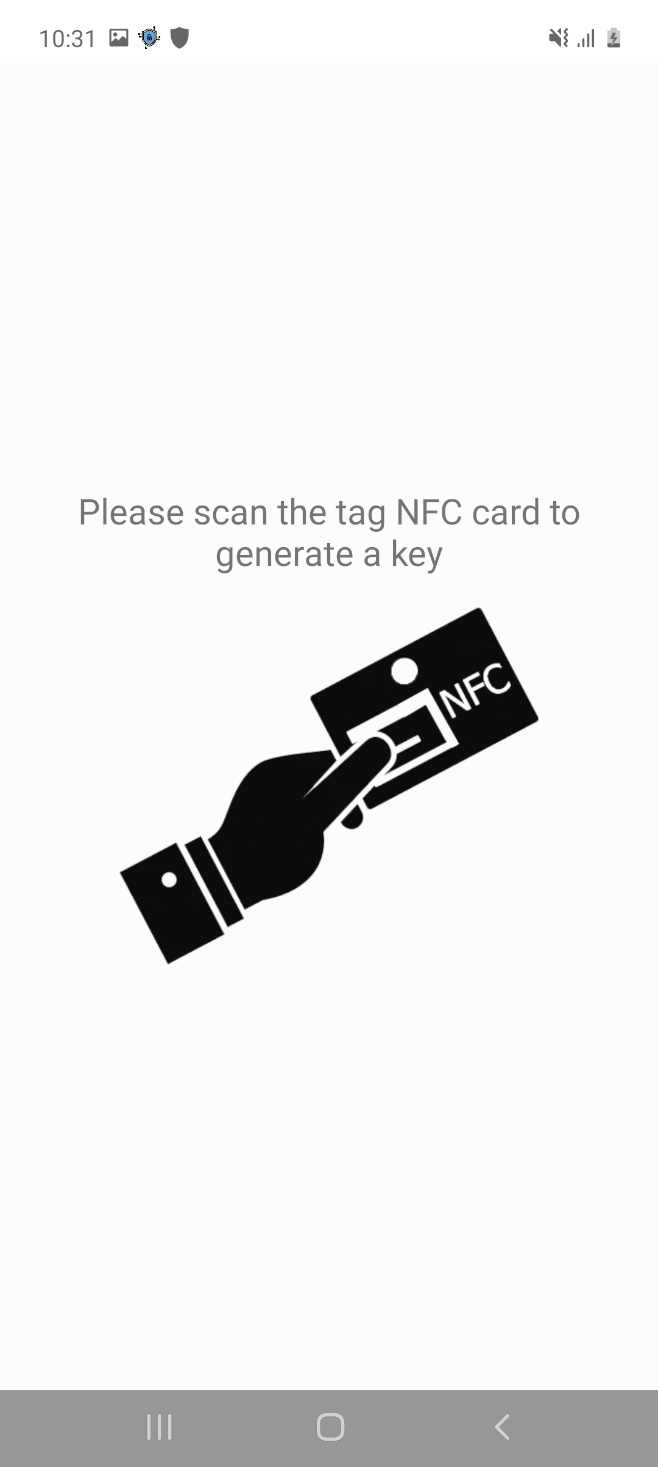 10:31
Please scan the tag NFC card to
generate a key
NFC